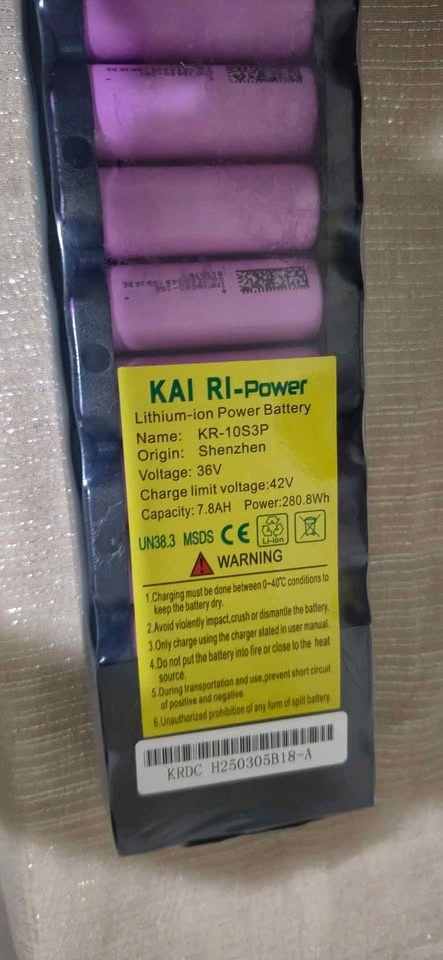 KAI RI-Power
Lithium-ion Power Battery
Name: KR-10S3P
Origin: Shenzhen
Voltage: 36V
Charge limit voltage:42V
Capacity: 7.8AH Power:280.8Wh
UN38.3 MSDS CE Li-ion
WARNING
1.Charging must be done between 0~40℃ conditions to
keep the battery dry.
2.Avoid violently impact,crush or dismantle the battery.
3.Only charge using the charger stated in user manual.
4.Do not put the battery into fire or close to the heat
source.
5.During transportation and use,prevent short circuit
of positive and negative.
6.Unauthorized prohibition of any form of split battery.
KRDC H250305B18-A